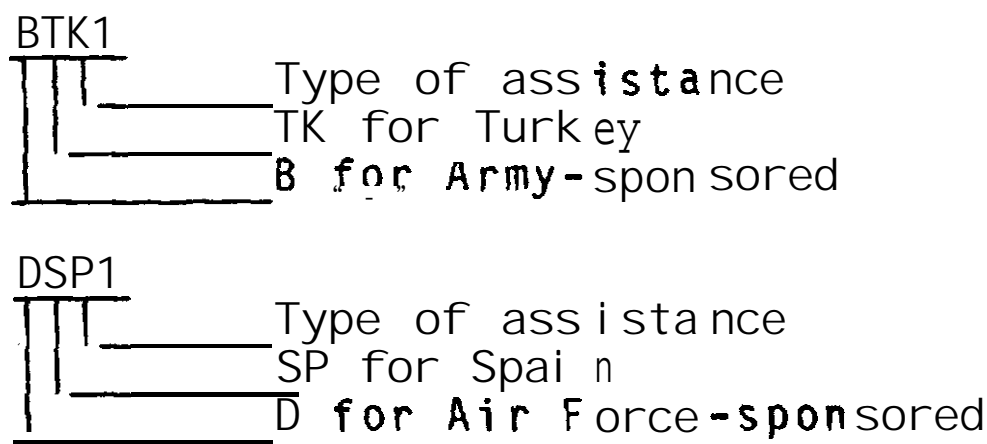 BTK1
Type of assistance
TK for Turkey
B for Army-sponsored
DSP1
Type of assistance
SP for Spain
D for Air Force-sponsored